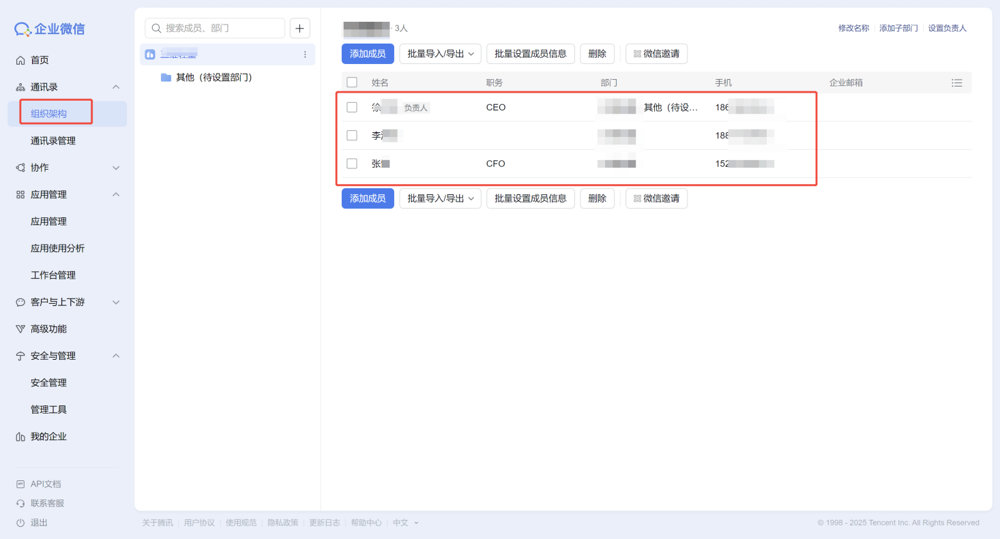 企业微信
首页
通讯录
组织架构
通讯录管理
协作
应用管理
应用管理
应用使用分析
工作台管理
客户与上下游
高级功能
安全与管理
安全管理
管理工具
我的企业
API文档
联系客服
退出
搜索成员、部门
其他（待设置部门）
· 3人
修改名称 添加子部门 设置负责人
添加成员 批量导入/导出 批量设置成员信息 删除 微信邀请
姓名 职务 部门 手机 企业邮箱
徐 负责人 CEO 其他（待设... 186
李 188
张 CFO 152
添加成员 批量导入/导出 批量设置成员信息 删除 微信邀请
关于腾讯 用户协议 使用规范 隐私政策 更新日志 帮助中心 中文
© 1998 - 2025 Tencent Inc. All Rights Reserved